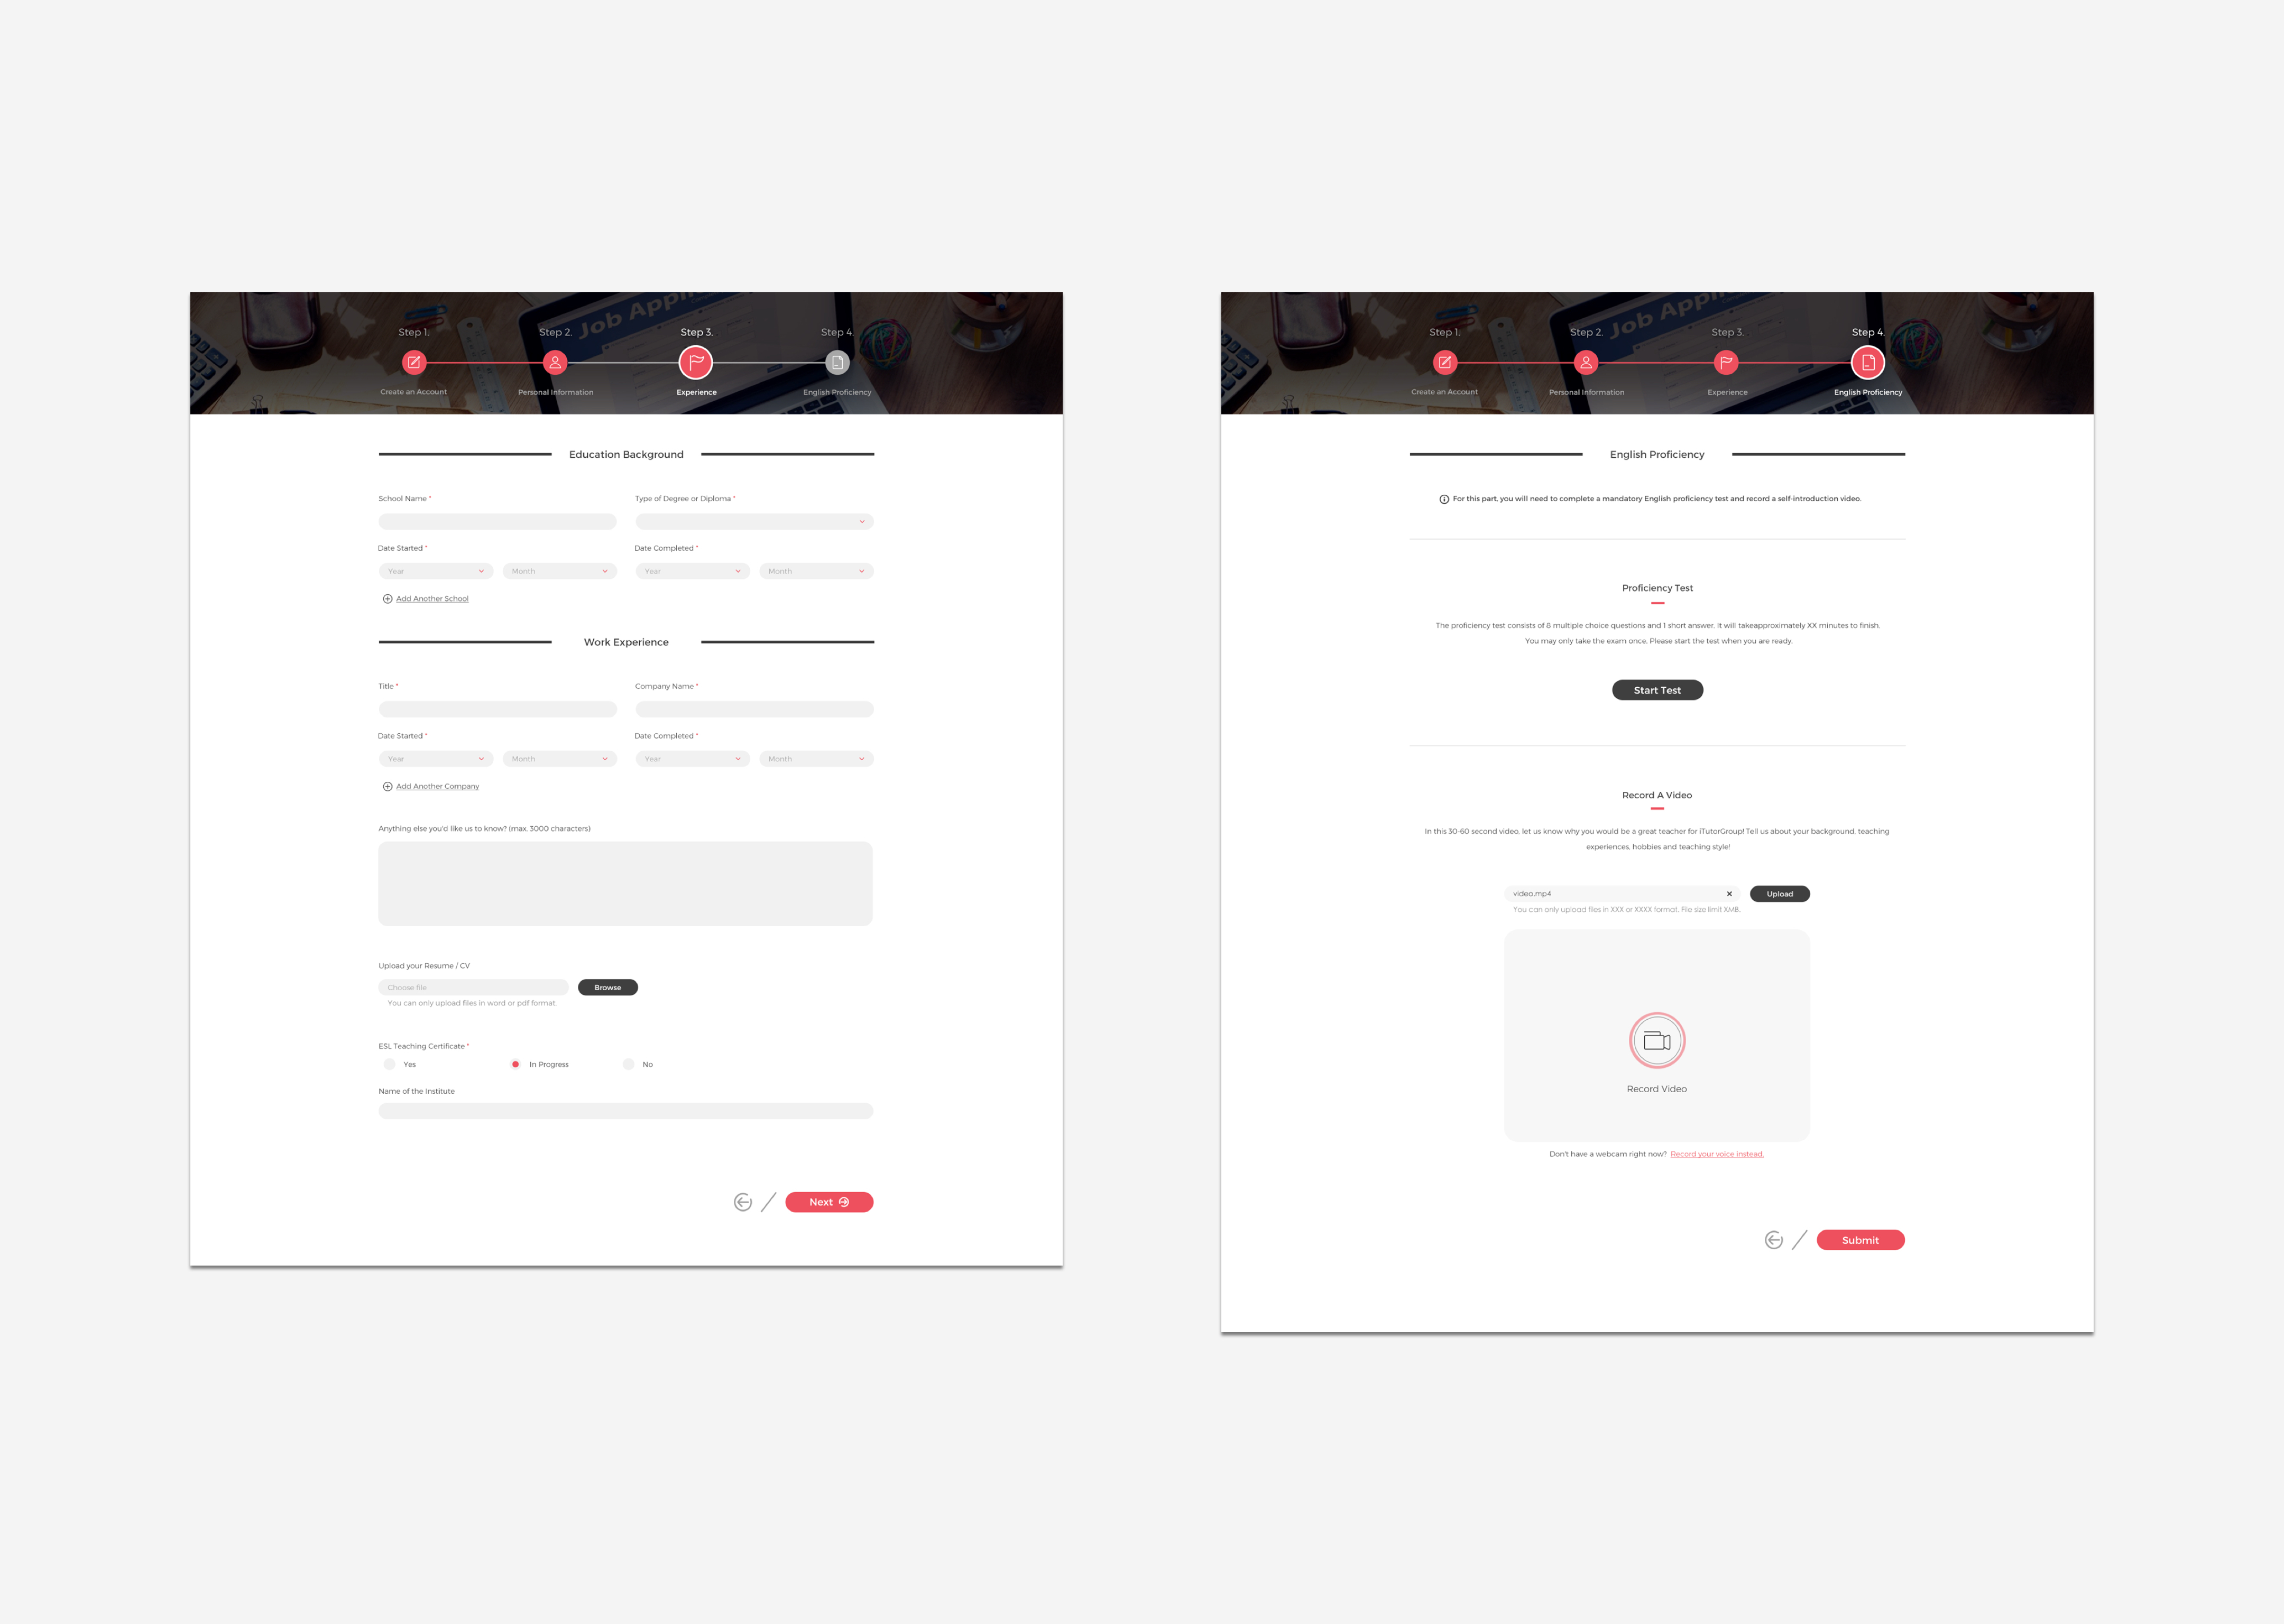 Step 1.
Step 2.
Step 3.
Step 4.
Job Appli
Create an Account
Personal Information
Experience
English Proficiency
Education Background
School Name *
Type of Degree or Diploma *
Date Started *
Date Completed *
Year
Month
Year
Month
Add Another School
Work Experience
Title *
Company Name *
Date Started *
Date Completed *
Year
Month
Year
Month
Add Another Company
Anything else you'd like us to know? (max. 3000 characters)
Upload your Resume / CV
Choose file
Browse
You can only upload files in word or pdf format.
ESL Teaching Certificate *
Yes
In Progress
No
Name of the Institute
Next
Step 1.
Step 2.
Step 3.
Step 4.
Job Appli
Create an Account
Personal Information
Experience
English Proficiency
English Proficiency
For this part, you will need to complete a mandatory English proficiency test and record a self-introduction video.
Proficiency Test
The proficiency test consists of 8 multiple choice questions and 1 short answer. It will takeapproximately XX minutes to finish.
You may only take the exam once. Please start the test when you are ready.
Start Test
Record A Video
In this 30-60 second video, let us know why you would be a great teacher for iTutorGroup! Tell us about your background, teaching
experiences, hobbies and teaching style!
video.mp4
Upload
You can only upload files in XXX or XXXX format. File size limit XMB.
Record Video
Don't have a webcam right now? Record your voice instead.
Submit